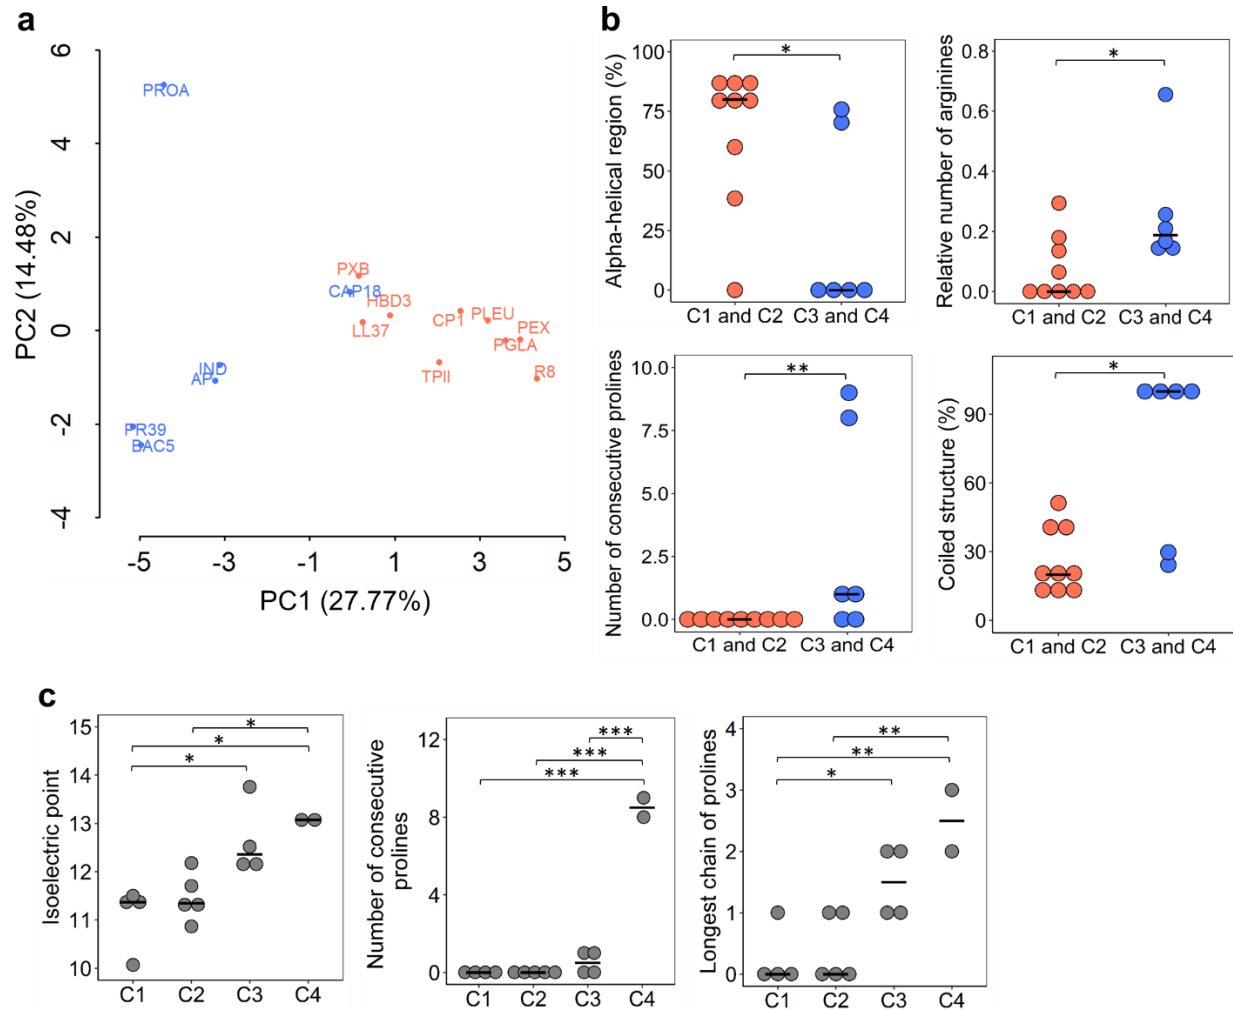 a
PC2 (14.48%)
6
4
2
0
-2
-4
PROA
PXB
CAP18
HBD3
LL37
CP1
PLEU
PEX
PGLA
TPII
R8
IND
AP
PR39
BAC5
-5
-3
-1
1
3
5
PC1 (27.77%)
b
Alpha-helical region (%)
100
75
50
25
0
*
C1 and C2
C3 and C4
Relative number of arginines
0.8
0.6
0.4
0.2
0.0
*
C1 and C2
C3 and C4
Number of consecutive prolines
10.0
7.5
5.0
2.5
0.0
**
C1 and C2
C3 and C4
Coiled structure (%)
90
60
30
0
*
C1 and C2
C3 and C4
c
Isoelectric point
15
14
13
12
11
10
*
*
*
C1
C2
C3
C4
Number of consecutive
prolines
12
8
4
0
***
***
***
C1
C2
C3
C4
Longest chain of prolines
4
3
2
1
0
**
**
*
C1
C2
C3
C4